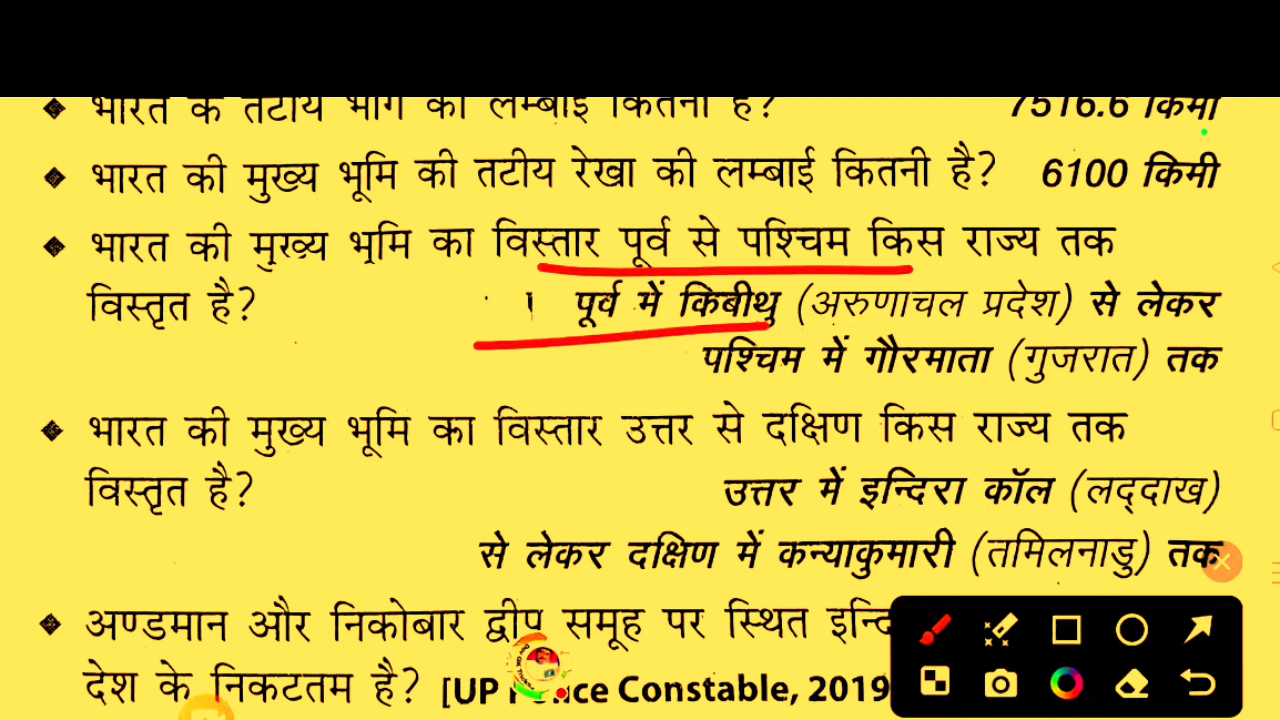 भारत के तटीय भाग की लम्बाई कितनी है? 7516.6 किमी
भारत की मुख्य भूमि की तटीय रेखा की लम्बाई कितनी है? 6100 किमी
भारत की मुख्य भूमि का विस्तार पूर्व से पश्चिम किस राज्य तक
विस्तृत है? पूर्व में किबीथु (अरुणाचल प्रदेश) से लेकर
पश्चिम में गौरमाता (गुजरात) तक
भारत की मुख्य भूमि का विस्तार उत्तर से दक्षिण किस राज्य तक
विस्तृत है? उत्तर में इन्दिरा कॉल (लद्दाख)
से लेकर दक्षिण में कन्याकुमारी (तमिलनाडु) तक
अण्डमान और निकोबार द्वीप समूह पर स्थित
देश के निकटतम है? [UP Constable, 2019